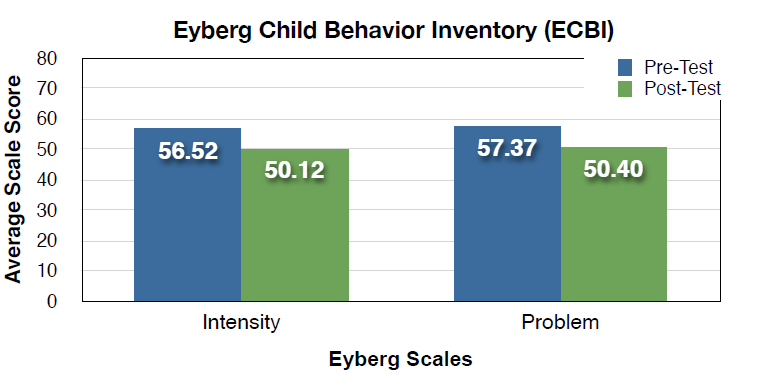 Eyberg Child Behavior Inventory (ECBI)
Pre-Test
Post-Test
Average Scale Score
80
70
60
50
40
30
20
10
0
56.52
50.12
57.37
50.40
Intensity
Problem
Eyberg Scales